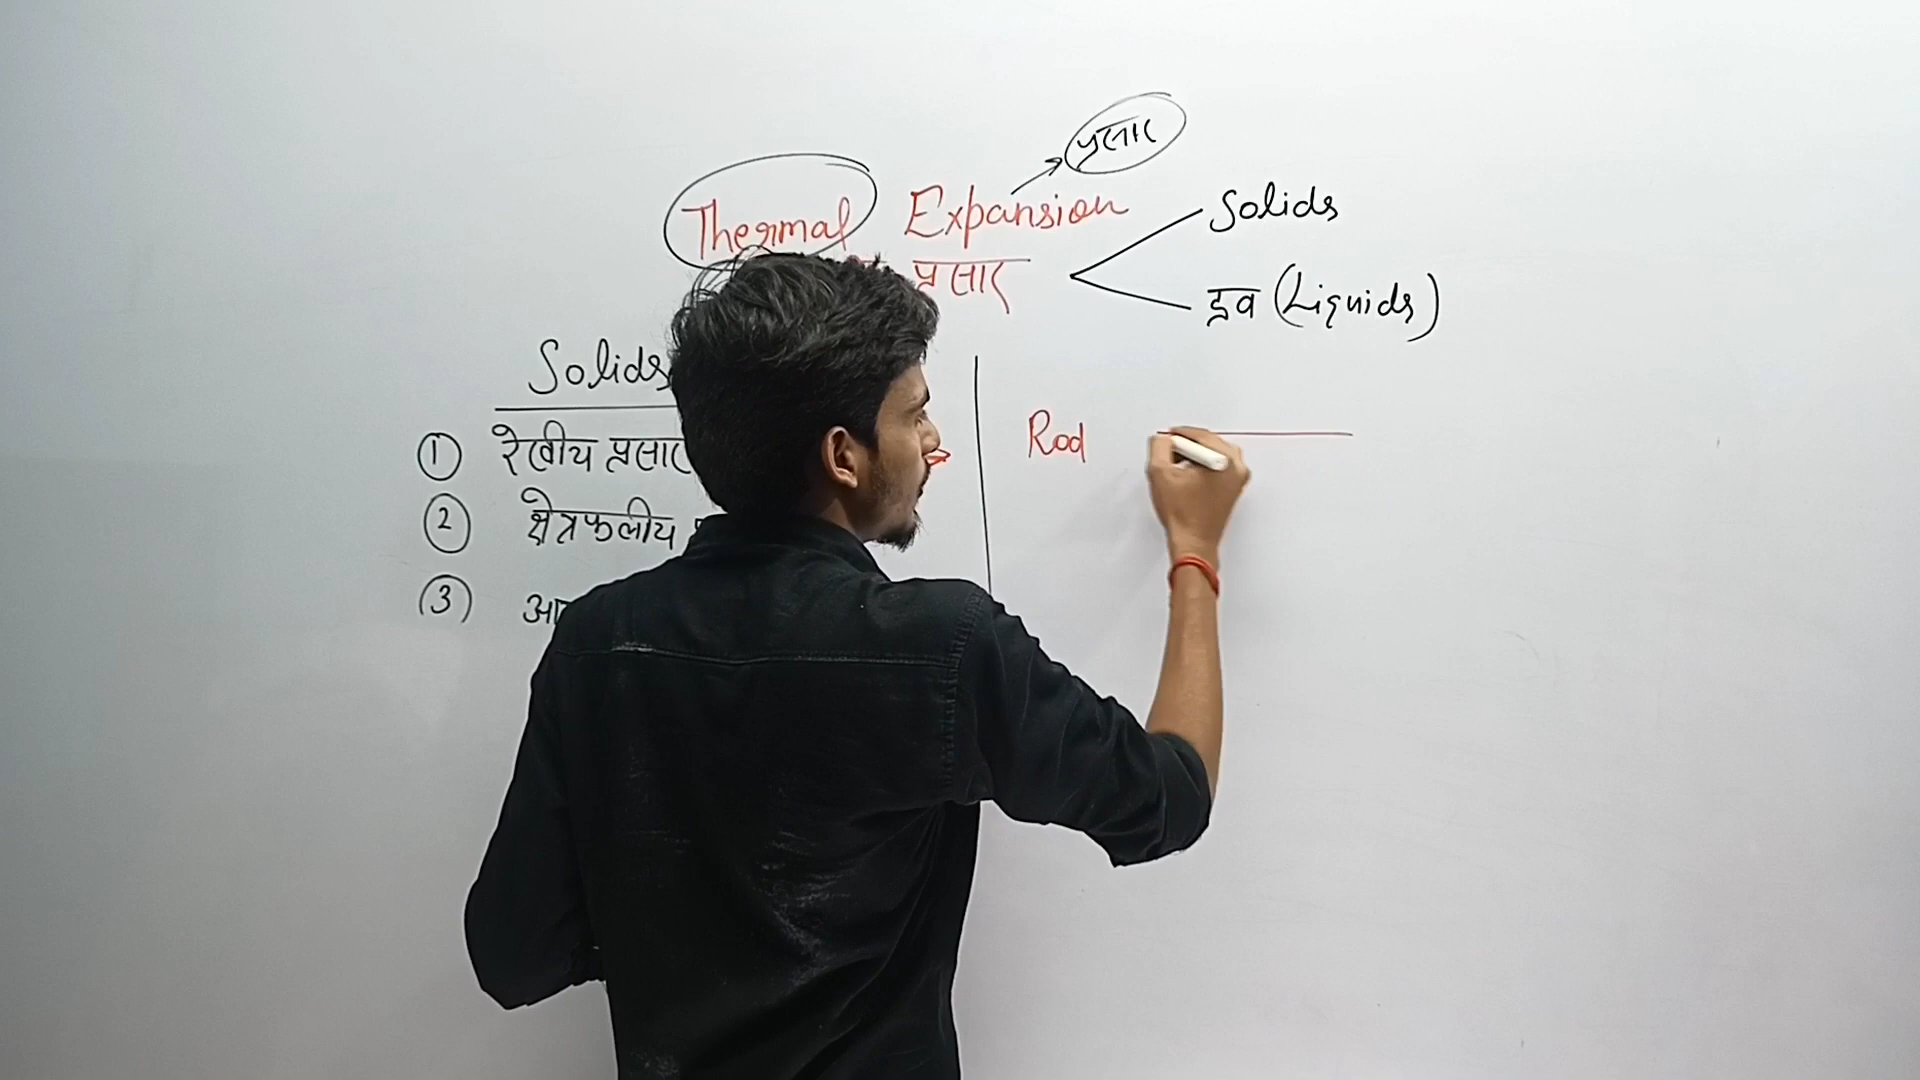 प्रसार
Thermal Expansion
प्रसार
Solids
द्रव (Liquids)
Solids
① रेखीय प्रसार
② क्षेत्रफलीय
③
Rod